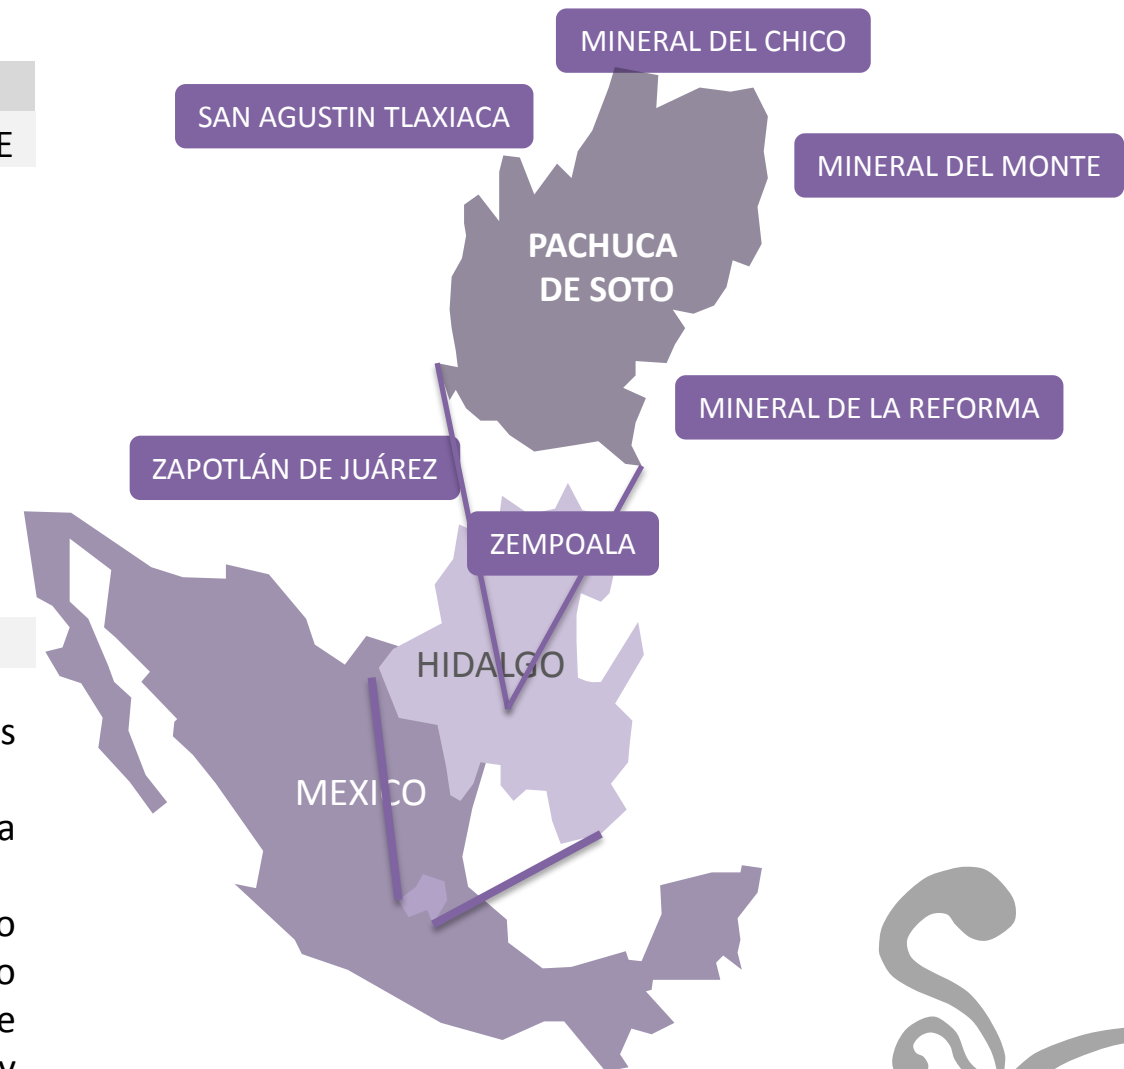 MINERAL DEL CHICO
SAN AGUSTIN TLAXIACA
E
MINERAL DEL MONTE
PACHUCA
DE SOTO
MINERAL DE LA REFORMA
ZAPOTLÁN DE JUÁREZ
ZEMPOALA
HIDALGO
s
MEXICO
a
o
o
e
y